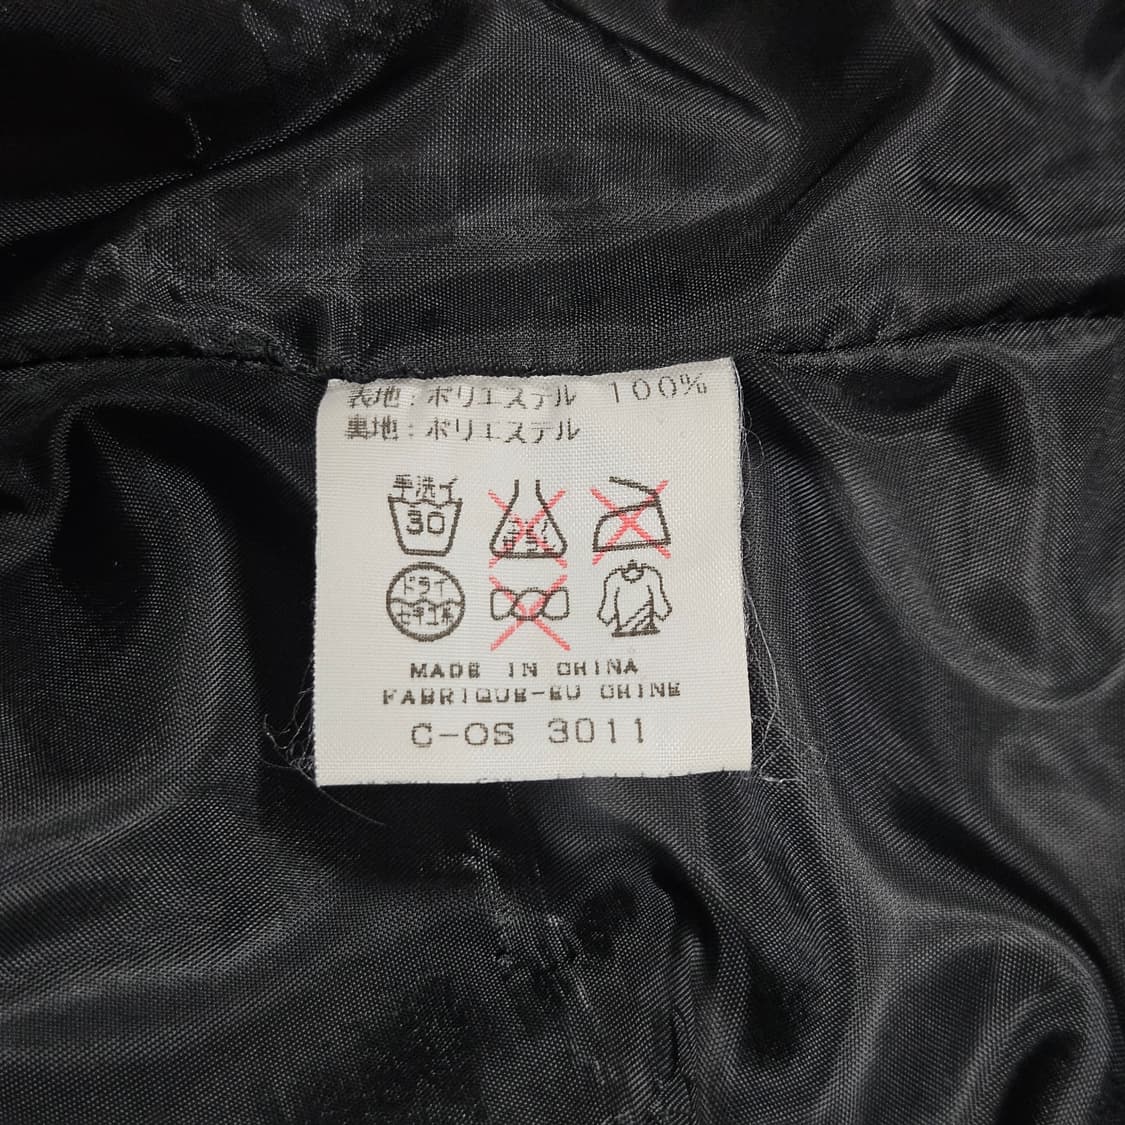 表地:ポリエステル 100%
裏地:ポリエステル
手洗イ
30
ドライ
セキユ系
MADE IN CHINA
FABRIQUE-EU CHINE
C-OS 3011